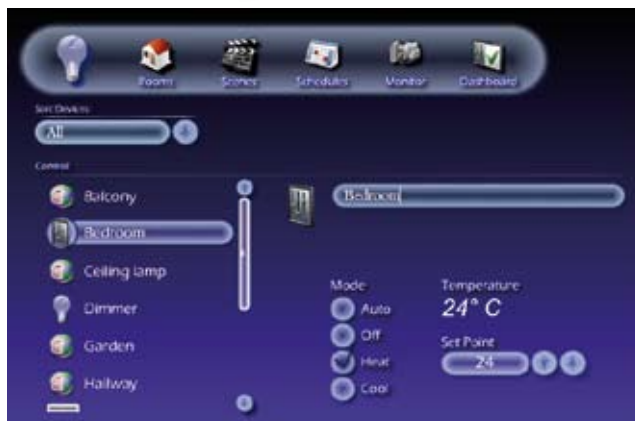 Rooms Scenes Schedules Monitor Dashboard
Sort Devices
All
Control
Balcony
Bedroom
Ceiling lamp
Dimmer
Garden
Hallway
Bedroom
Mode
Auto
Off
Heat
Cool
Temperature
24° C
Set Point
24